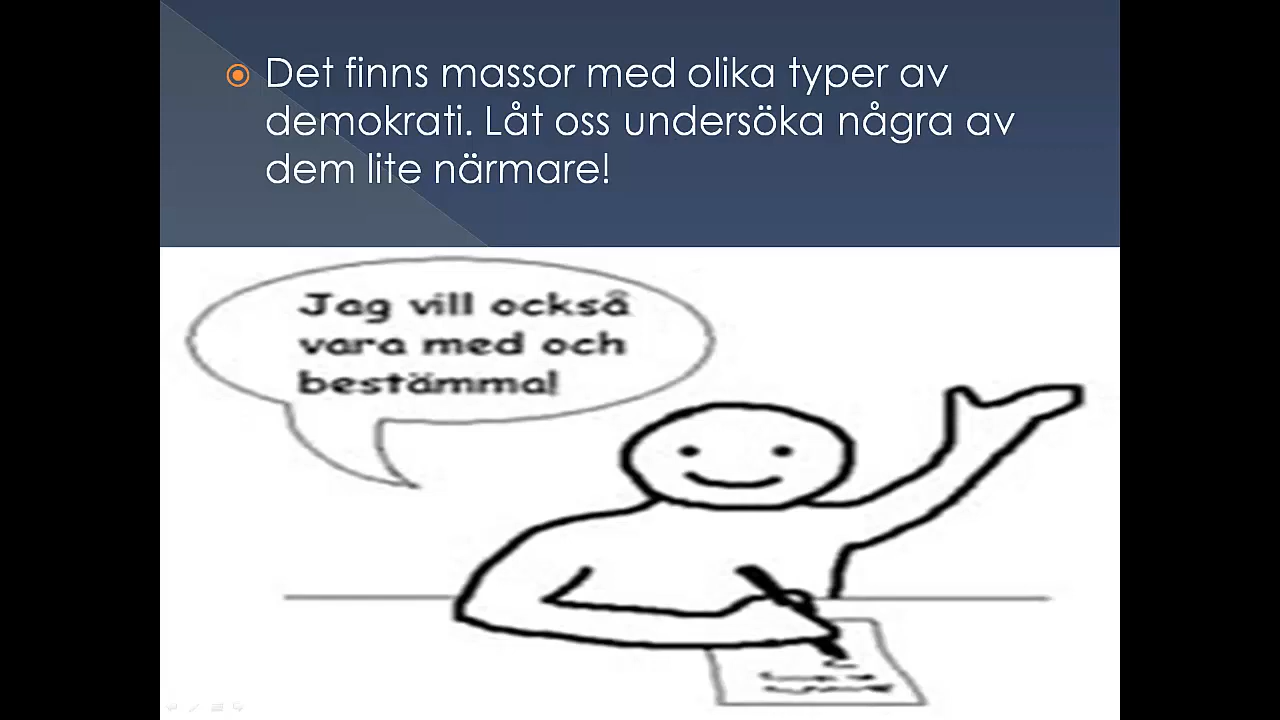 Det finns massor med olika typer av
demokrati. Låt oss undersöka några av
dem lite närmare!
Jag vill också
vara med och
bestämma!